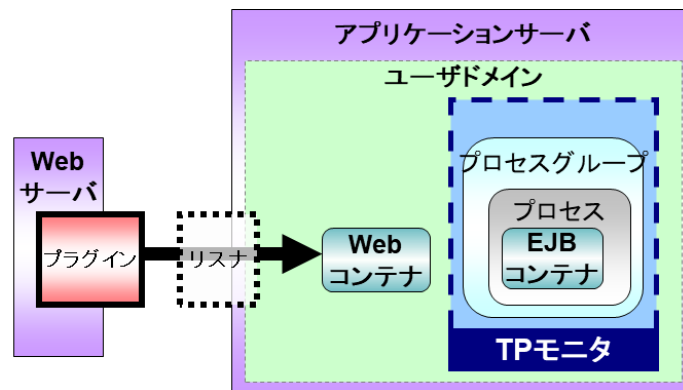 アプリケーションサーバ
ユーザドメイン
Web
サーバ
プラグイン
リスナ
Web
コンテナ
プロセスグループ
プロセス
EJB
コンテナ
TPモニタ